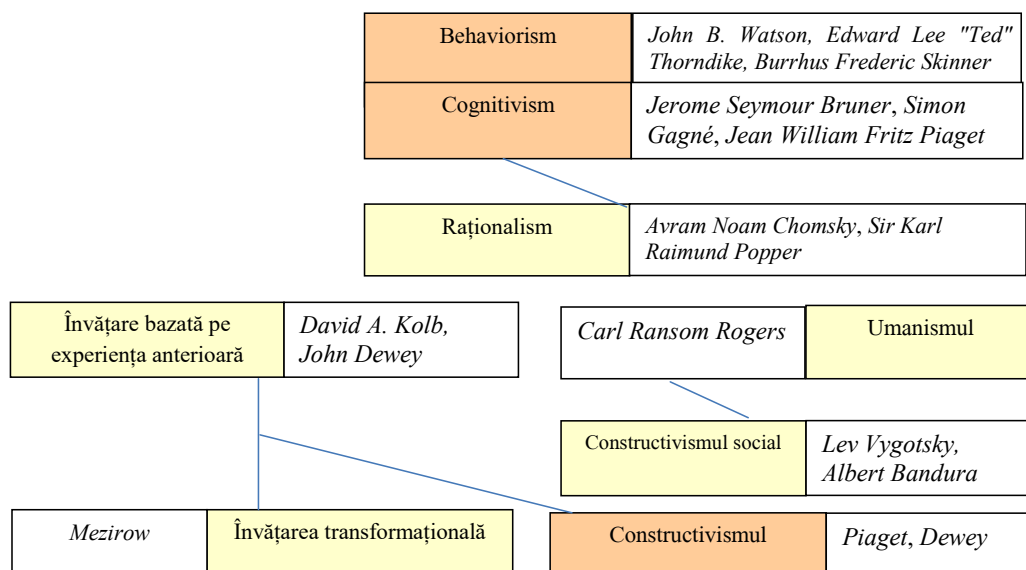 Behaviorism
John B. Watson, Edward Lee "Ted"
Thorndike, Burrhus Frederic Skinner
Cognitivism
Jerome Seymour Bruner, Simon
Gagné, Jean William Fritz Piaget
Raționalism
Avram Noam Chomsky, Sir Karl
Raimund Popper
Învățare bazată pe
experiența anterioară
David A. Kolb,
John Dewey
Carl Ransom Rogers
Umanismul
Constructivismul social
Lev Vygotsky,
Albert Bandura
Mezirow
Învățarea transformațională
Constructivismul
Piaget, Dewey